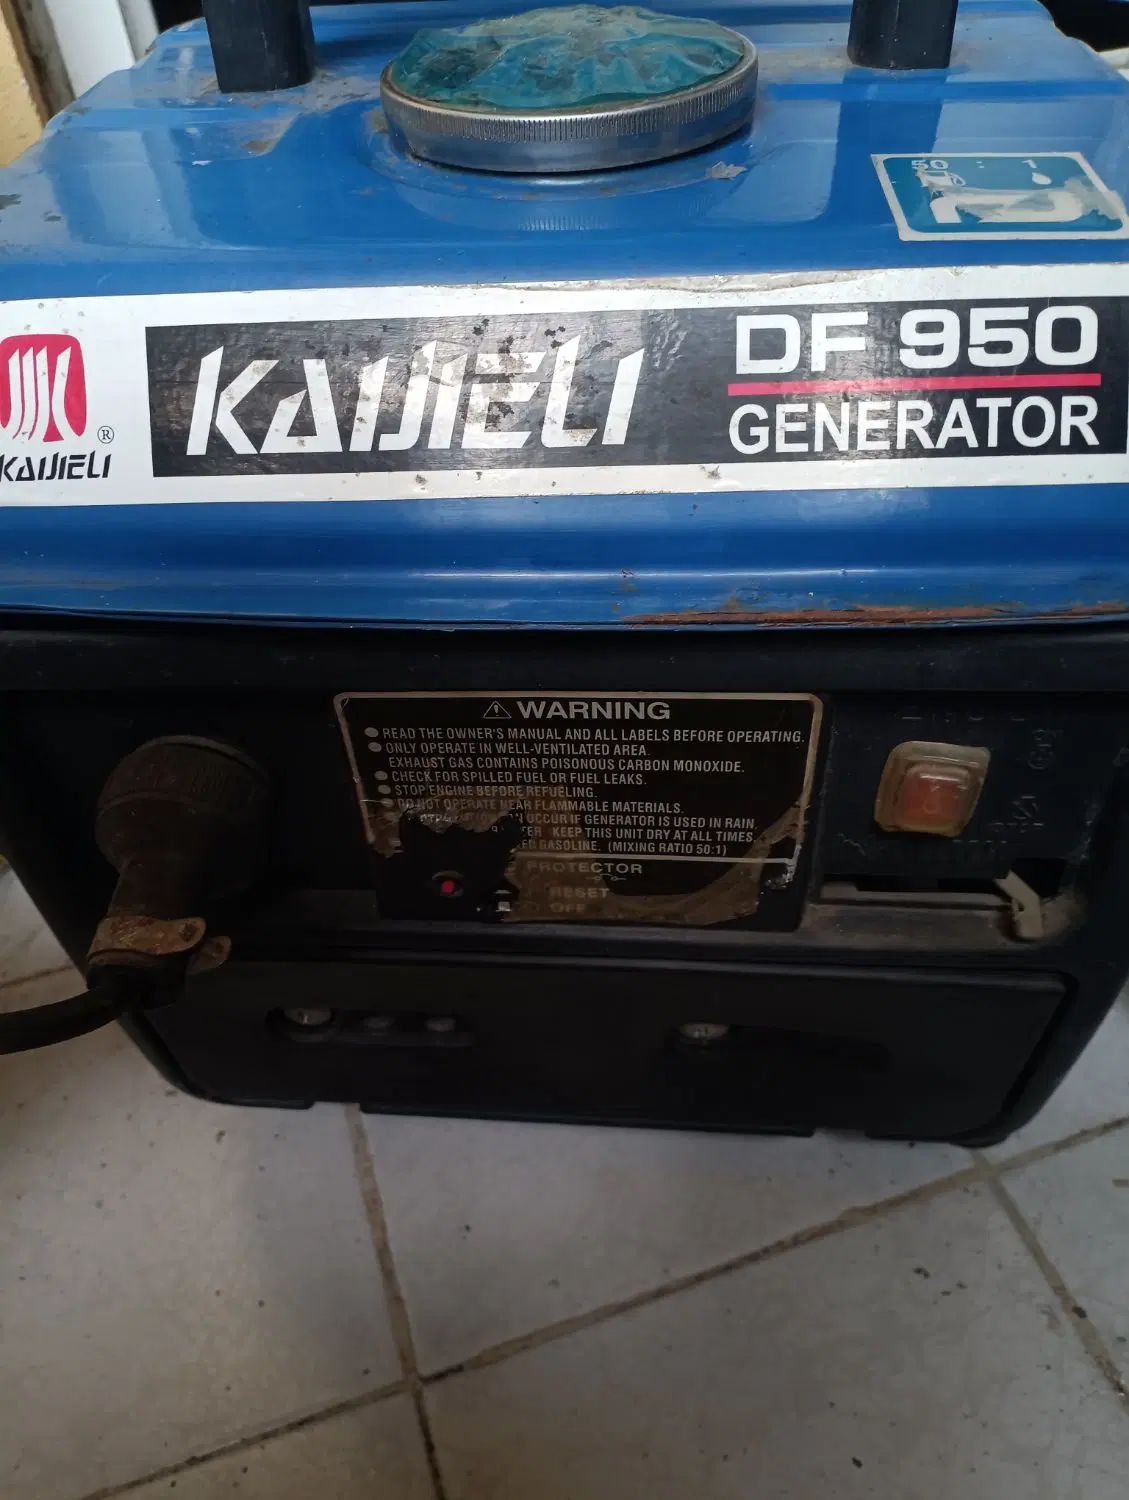 50 : 1
KAIJIELI
DF 950
GENERATOR
®
KAIJIELI
WARNING
READ THE OWNER'S MANUAL AND ALL LABELS BEFORE OPERATING.
ONLY OPERATE IN WELL-VENTILATED AREA.
EXHAUST GAS CONTAINS POISONOUS CARBON MONOXIDE.
CHECK FOR SPILLED FUEL OR FUEL LEAKS.
STOP ENGINE BEFORE REFUELING.
DO NOT OPERATE NEAR FLAMMABLE MATERIALS.
OCCUR IF GENERATOR IS USED IN RAIN,
KEEP THIS UNIT DRY AT ALL TIMES.
GASOLINE. (MIXING RATIO 50:1)
PROTECTOR
RESET
OFF